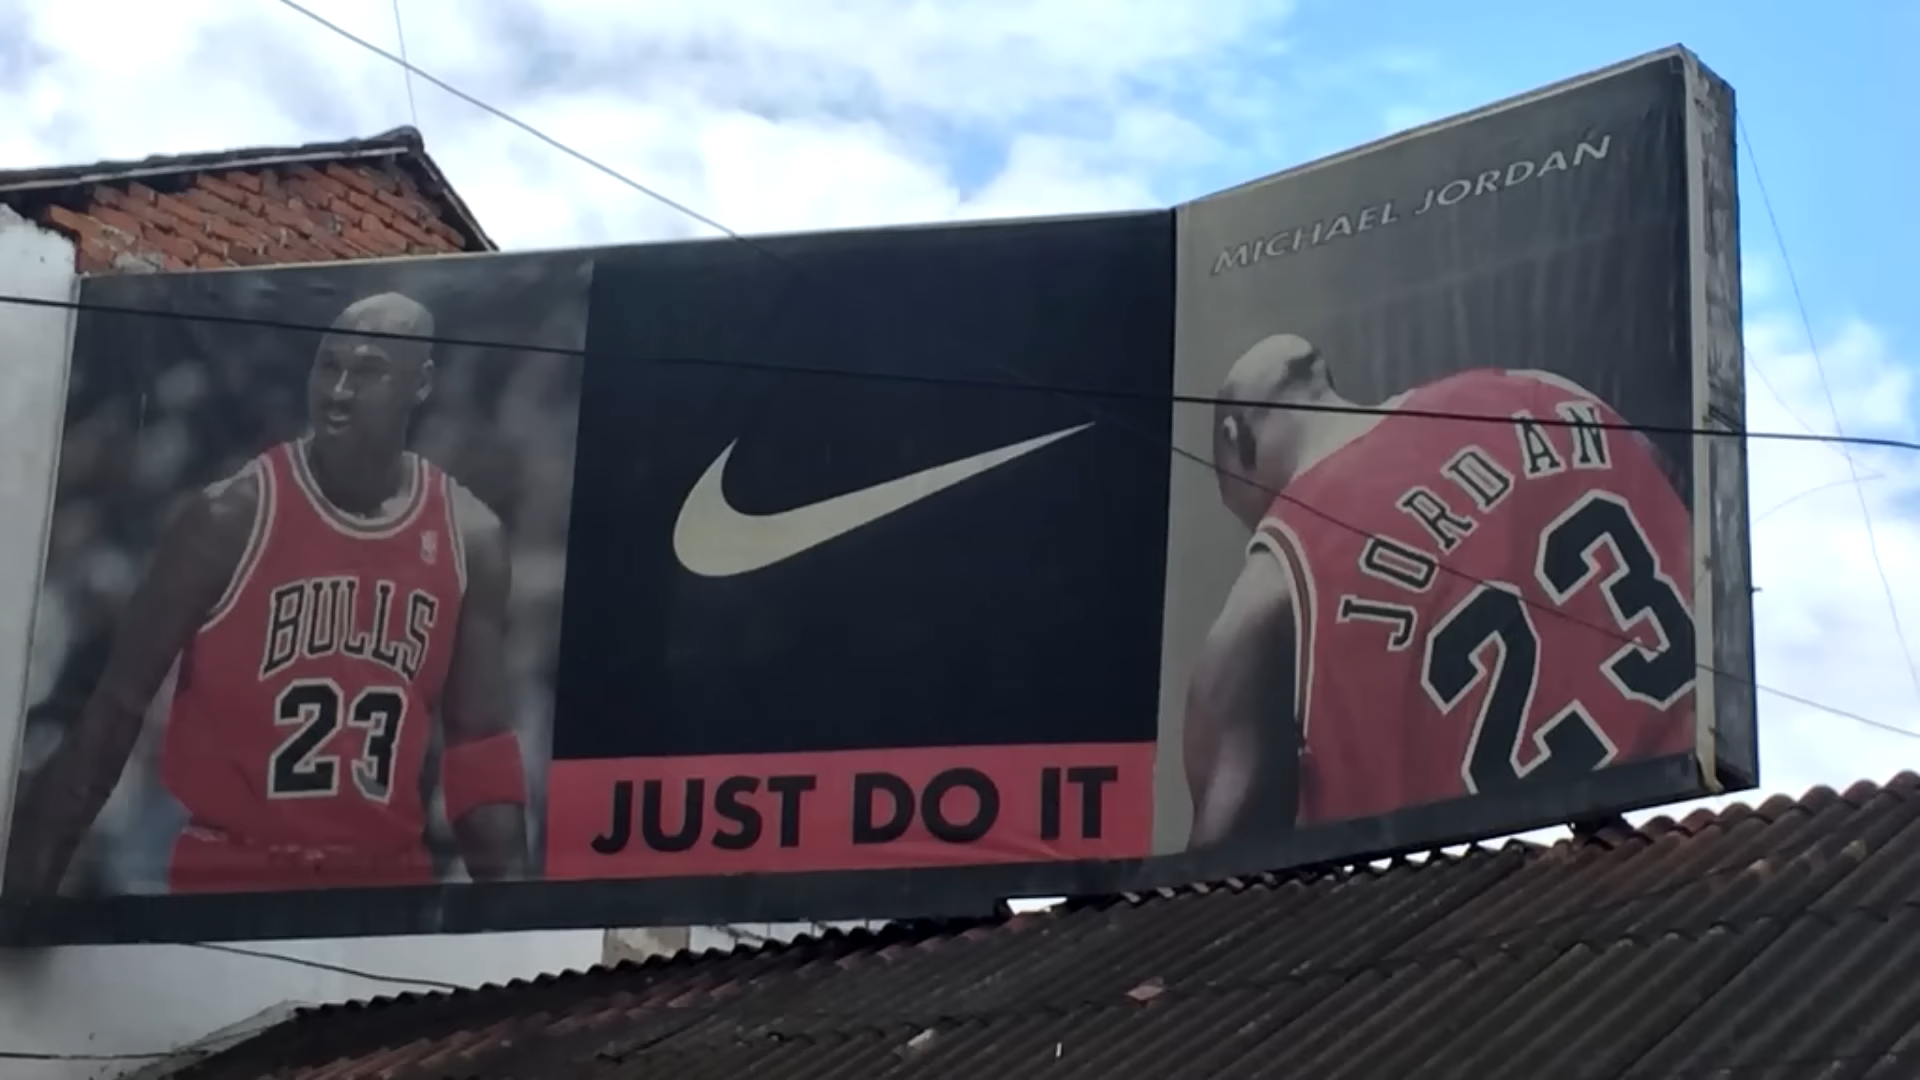 BULLS
23
JUST DO IT
MICHAEL JORDAN
JORDAN
23